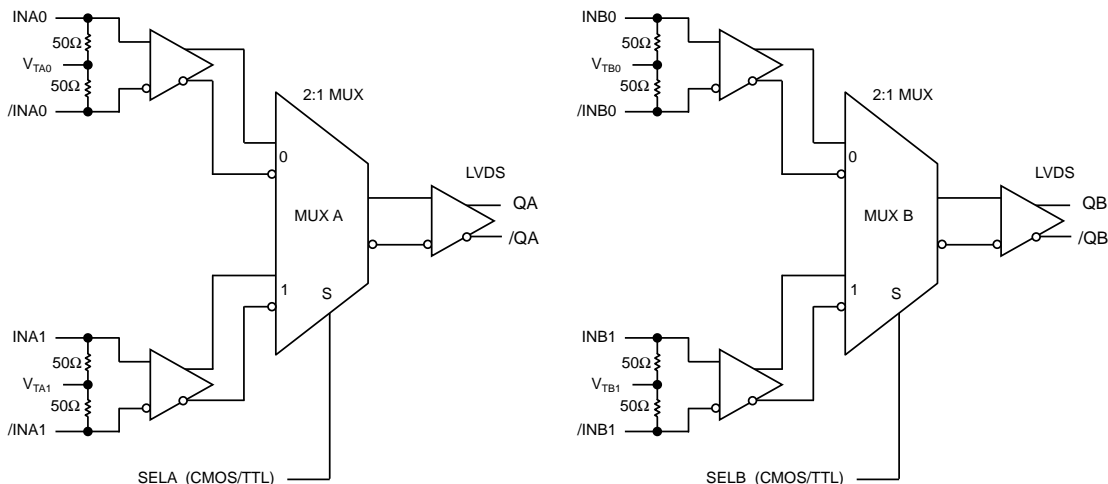 INA0
50Ω
VTA0
50Ω
/INA0
2:1 MUX
0
LVDS
MUX A
QA
/QA
1
S
INA1
50Ω
VTA1
50Ω
/INA1
SELA (CMOS/TTL)
INB0
50Ω
VTB0
50Ω
/INB0
2:1 MUX
0
LVDS
MUX B
QB
/QB
1
S
INB1
50Ω
VTB1
50Ω
/INB1
SELB (CMOS/TTL)